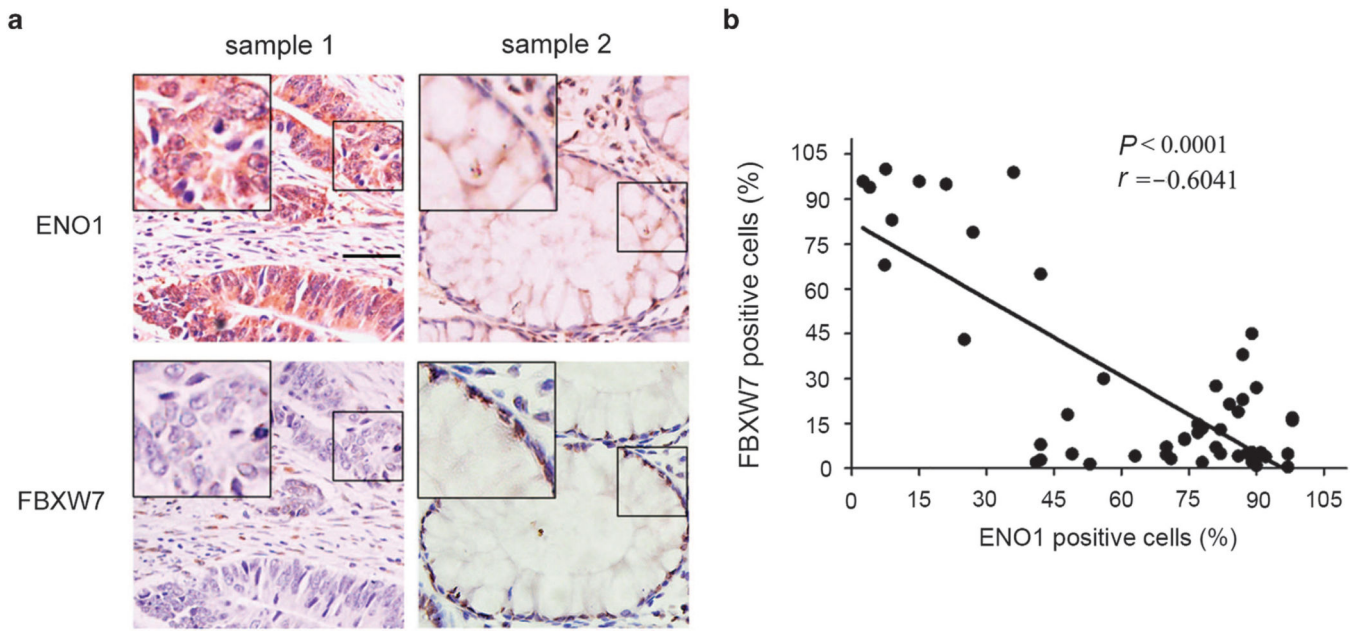 a
sample 1
sample 2
ENO1
FBXW7
b
P < 0.0001
r = −0.6041
FBXW7 positive cells (%)
105
90
75
60
45
30
15
0
0 15 30 45 60 75 90 105
ENO1 positive cells (%)